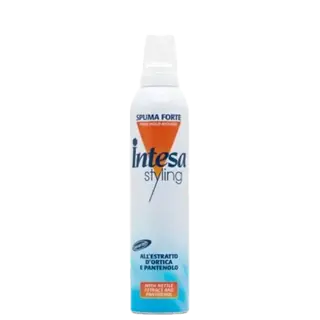 SPUMA FORTE
Intesa
styling
ALL'ESTRATTO
D'ORTICA
E PANTENOLO
WITH NETTLE
EXTRACT AND
PANTHENOL